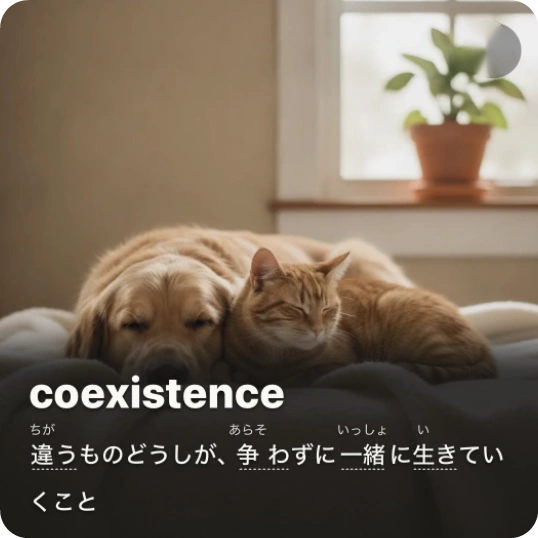 coexistence
ちが あらそ いっしょ い
違うものどうしが、争わずに一緒に生きてい
くこと